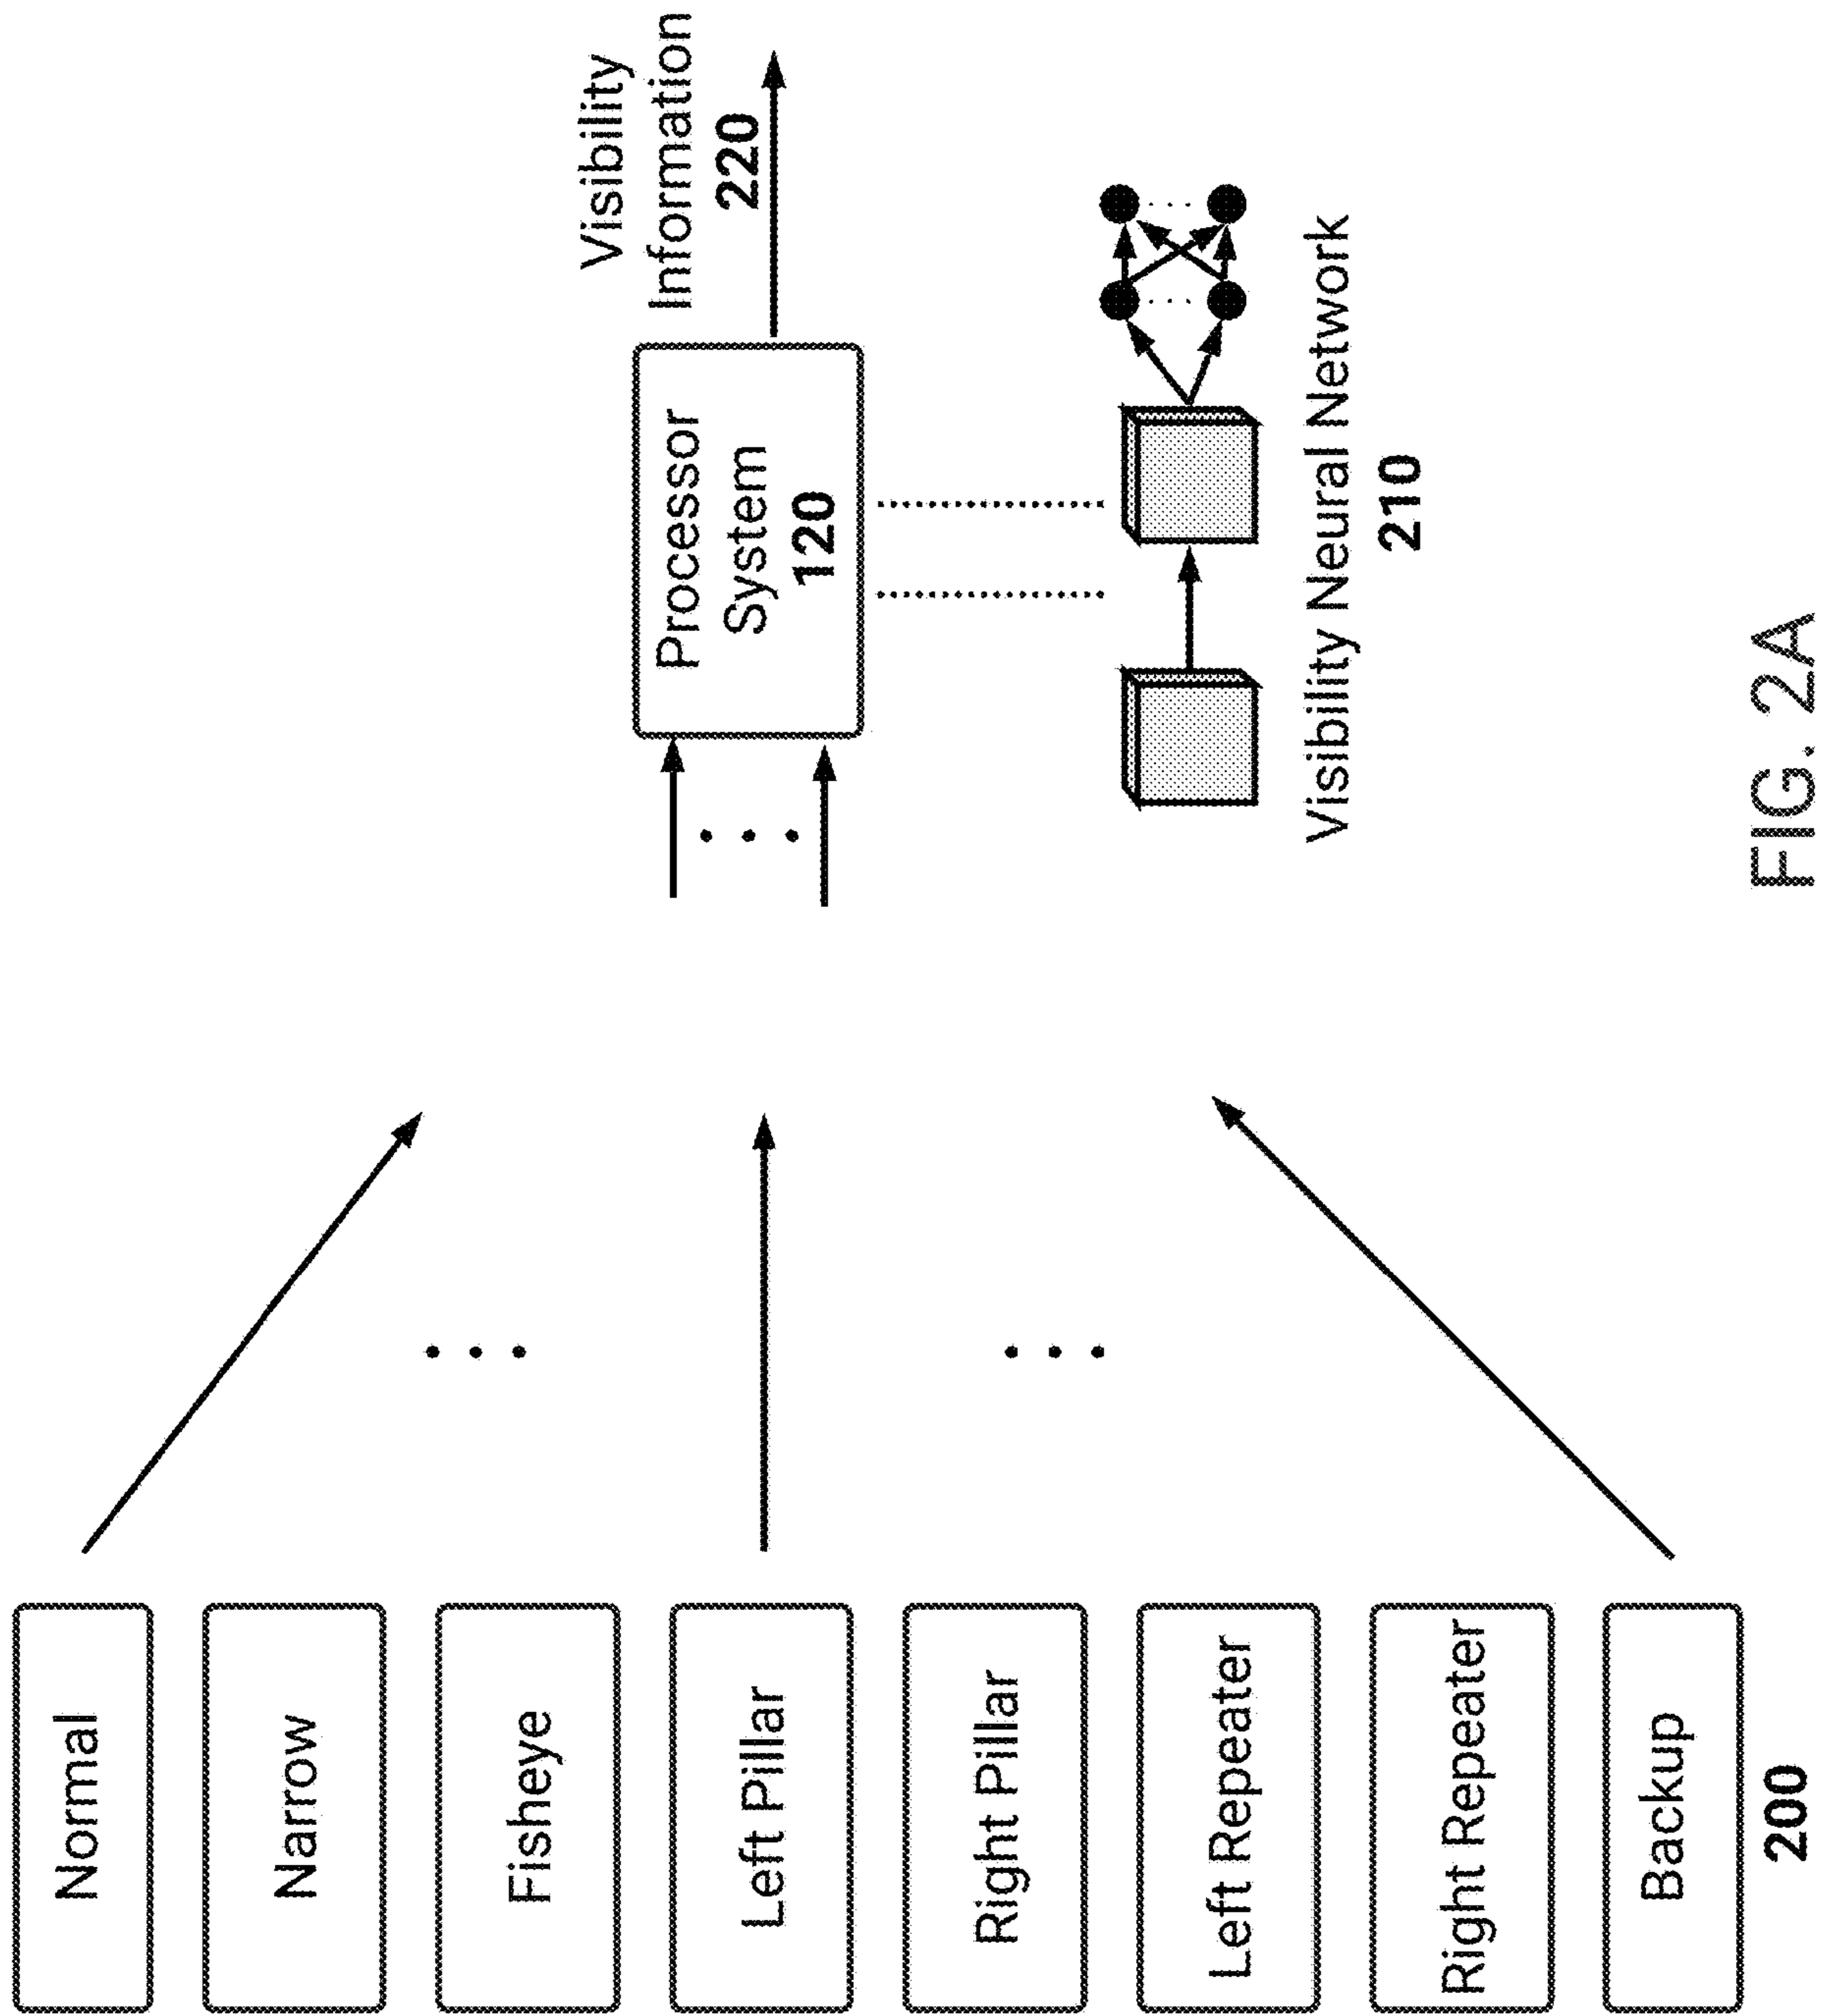 Normal
Narrow
Fisheye
Left Pillar
Right Pillar
Left Repeater
Right Repeater
Backup
200
Processor
System
120
Visibility
Information
220
Visibility Neural Network
210
FIG. 2A